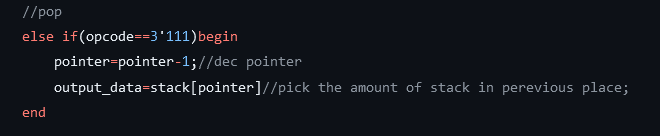 //pop
else if(opcode==3'111)begin
pointer=pointer-1;//dec pointer
output_data=stack[pointer]//pick the amount of stack in perevious place;
end